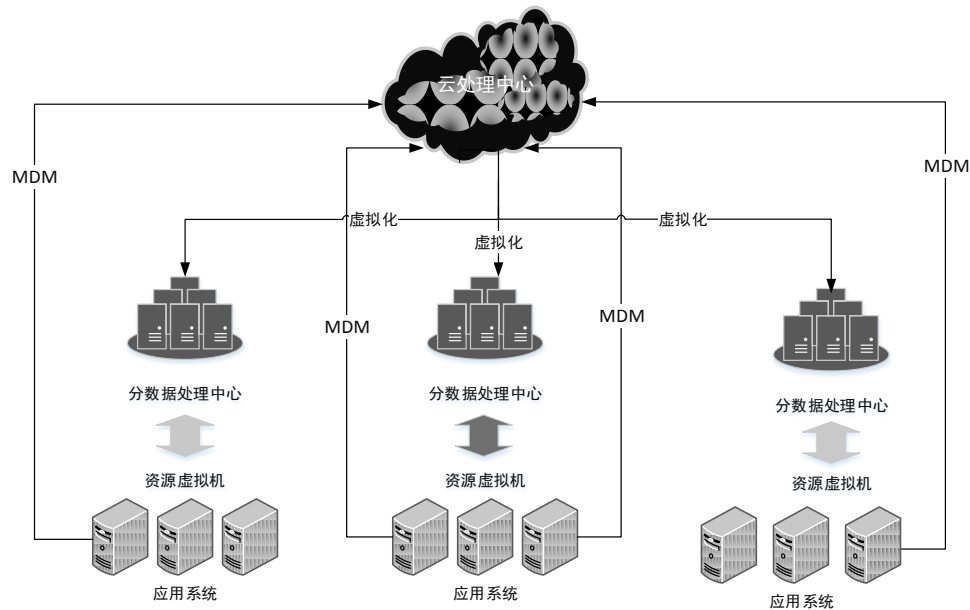 云处理中心
MDM
MDM
虚拟化
虚拟化
虚拟化
MDM
MDM
分数据处理中心
分数据处理中心
分数据处理中心
资源虚拟机
资源虚拟机
资源虚拟机
应用系统
应用系统
应用系统